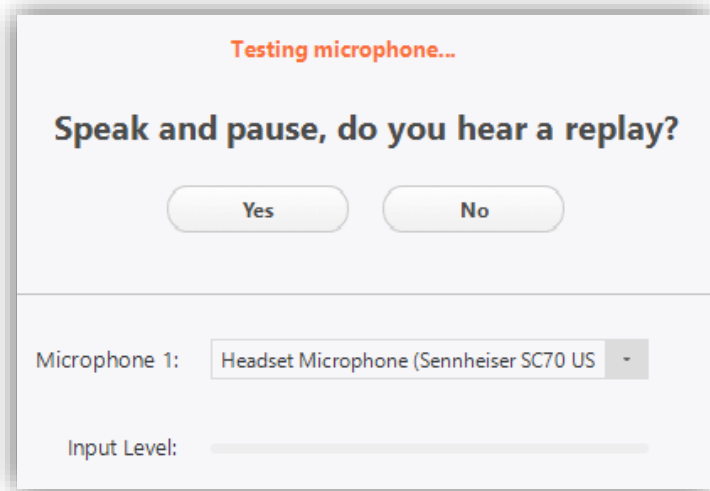 Testing microphone...
Speak and pause, do you hear a replay?
Yes
No
Microphone 1:
Headset Microphone (Sennheiser SC70 US
Input Level: